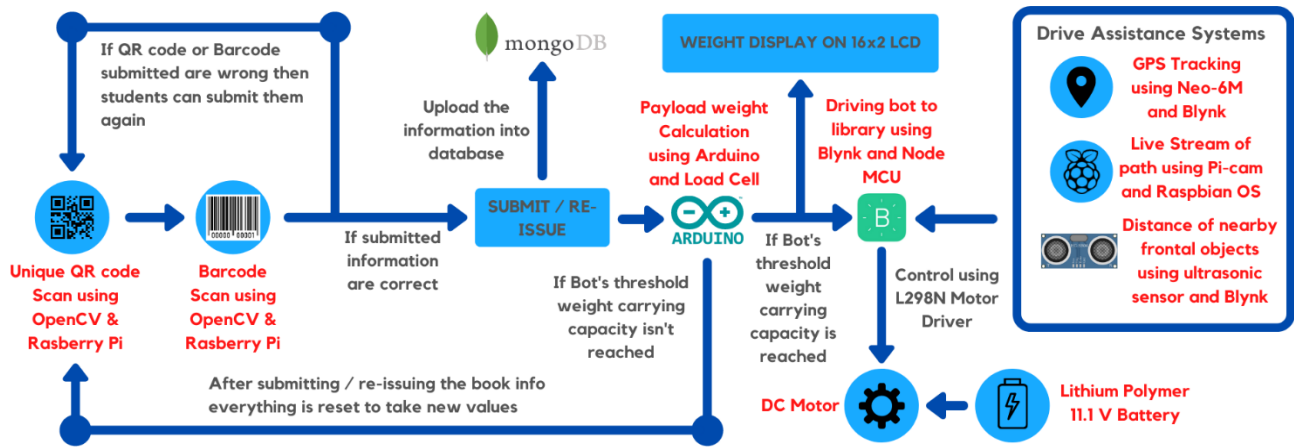 If QR code or Barcode
submitted are wrong then
students can submit them
again
mongoDB
Upload the
information into
database
WEIGHT DISPLAY ON 16x2 LCD
Payload weight
Calculation
using Arduino
and Load Cell
Driving bot to
library using
Blynk and Node
MCU
Drive Assistance Systems
GPS Tracking
using Neo-6M
and Blynk
Live Stream of
path using Pi-cam
and Raspbian OS
Distance of nearby
frontal objects
using ultrasonic
sensor and Blynk
00000 00001
Unique QR code
Scan using
OpenCV &
Rasberry Pi
Barcode
Scan using
OpenCV &
Rasberry Pi
If submitted
information
are correct
SUBMIT / RE-
ISSUE
ARDUINO
B
If Bot's threshold
weight carrying
capacity isn't
reached
If Bot's
threshold
weight
carrying
capacity is
reached
Control using
L298N Motor
Driver
After submitting / re-issuing the book info
everything is reset to take new values
DC Motor
Lithium Polymer
11.1 V Battery